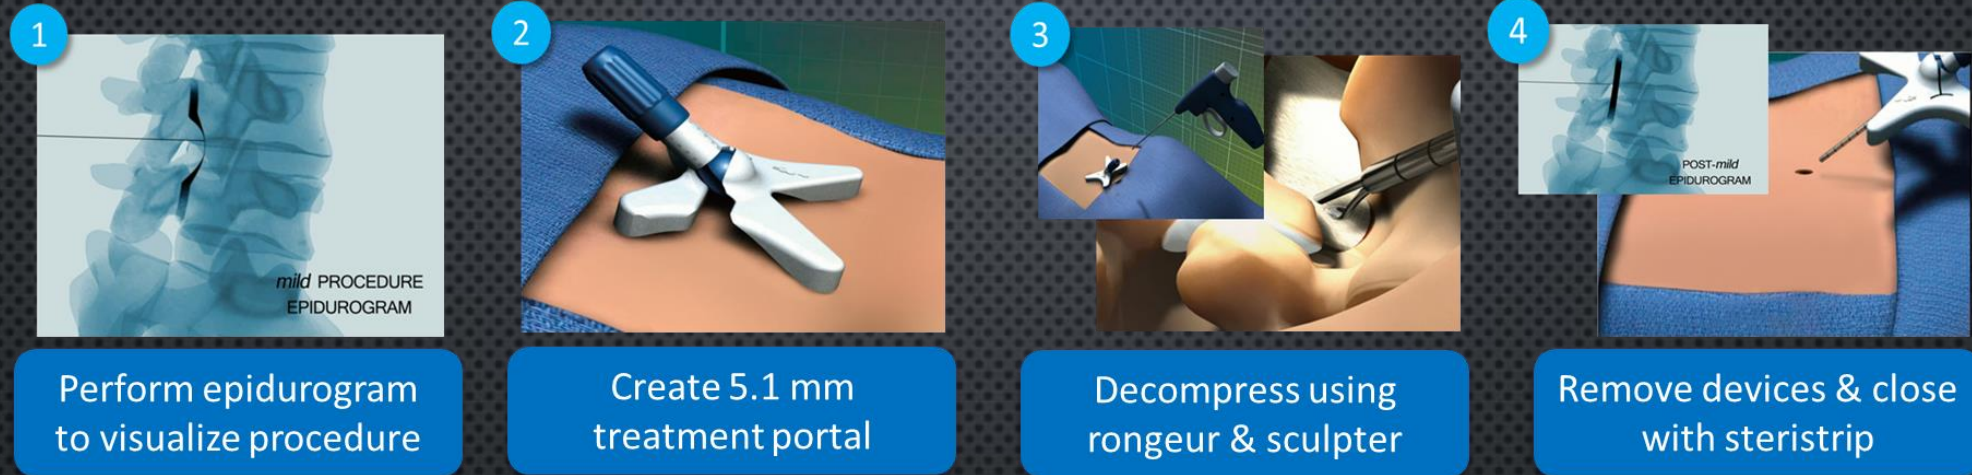 1
mild PROCEDURE
EPIDUROGRAM
Perform epidurogram
to visualize procedure
2
Create 5.1 mm
treatment portal
3
Decompress using
rongeur & sculpter
4
POST-mild
EPIDUROGRAM
Remove devices & close
with steristrip